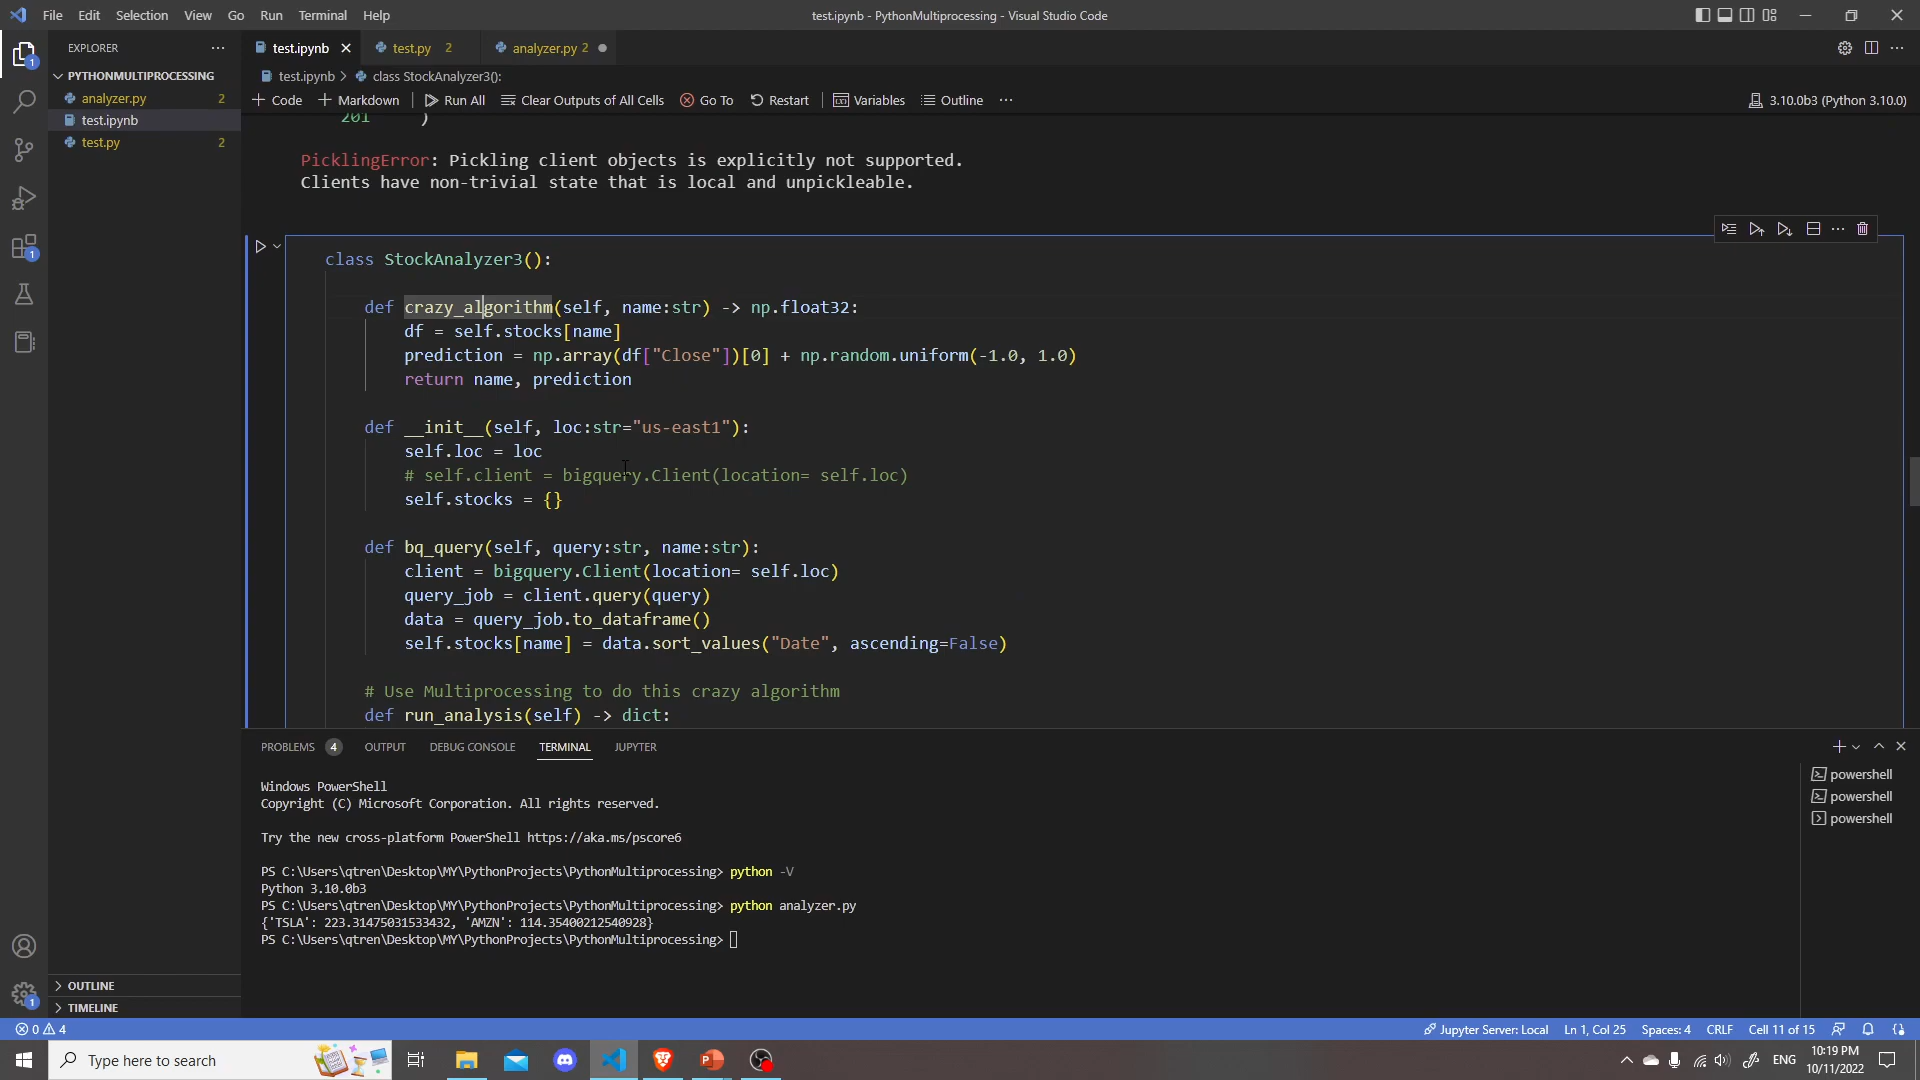 File Edit Selection View Go Run Terminal Help
test.ipynb - PythonMultiprocessing - Visual Studio Code
EXPLORER
test.ipynb
test.py 2
analyzer.py 2
PYTHONMULTIPROCESSING
analyzer.py 2
test.ipynb
test.py 2
test.ipynb > class StockAnalyzer3():
+ Code + Markdown Run All Clear Outputs of All Cells Go To Restart Variables Outline
3.10.0b3 (Python 3.10.0)
201 )
PicklingError: Pickling client objects is explicitly not supported.
Clients have non-trivial state that is local and unpickleable.
class StockAnalyzer3():
def crazy_algorithm(self, name:str) -> np.float32:
df = self.stocks[name]
prediction = np.array(df["Close"])[0] + np.random.uniform(-1.0, 1.0)
return name, prediction
def __init__(self, loc:str="us-east1"):
self.loc = loc
# self.client = bigquery.Client(location= self.loc)
self.stocks = {}
def bq_query(self, query:str, name:str):
client = bigquery.Client(location= self.loc)
query_job = client.query(query)
data = query_job.to_dataframe()
self.stocks[name] = data.sort_values("Date", ascending=False)
# Use Multiprocessing to do this crazy algorithm
def run_analysis(self) -> dict:
PROBLEMS 4 OUTPUT DEBUG CONSOLE TERMINAL JUPYTER
Windows PowerShell
Copyright (C) Microsoft Corporation. All rights reserved.
Try the new cross-platform PowerShell https://aka.ms/pscore6
PS C:\Users\qtren\Desktop\MY\PythonProjects\PythonMultiprocessing> python -V
Python 3.10.0b3
PS C:\Users\qtren\Desktop\MY\PythonProjects\PythonMultiprocessing> python analyzer.py
{'TSLA': 223.31475031533432, 'AMZN': 114.35400212540928}
PS C:\Users\qtren\Desktop\MY\PythonProjects\PythonMultiprocessing>
powershell
powershell
powershell
OUTLINE
TIMELINE
0 4
Jupyter Server: Local Ln 1, Col 25 Spaces: 4 CRLF Cell 11 of 15
Type here to search
ENG
10:19 PM
10/11/2022